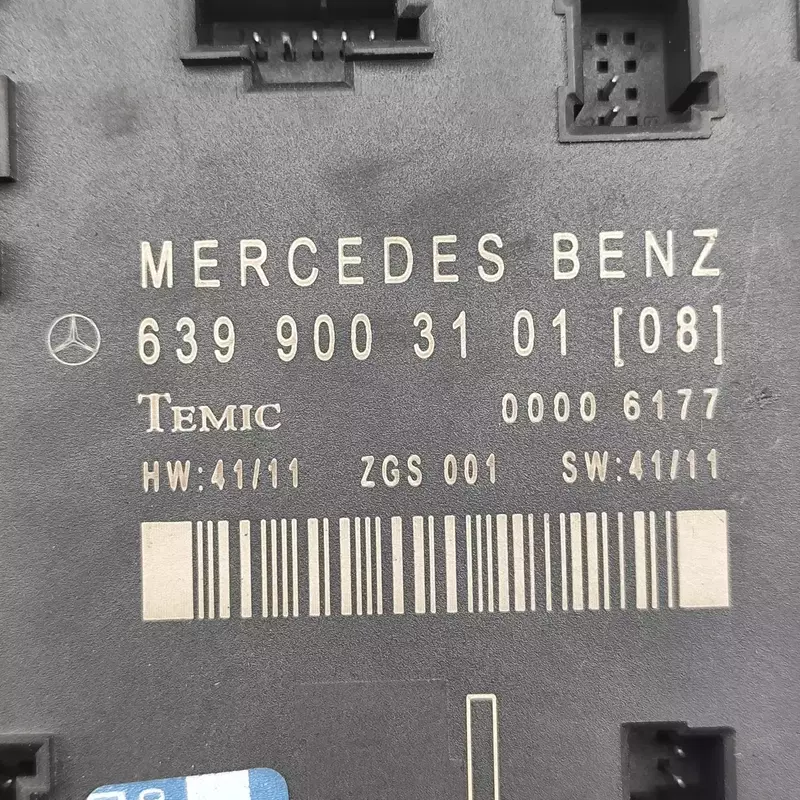 MERCEDES BENZ
639 900 31 01 [08]
TEMIC 0000 6177
HW:41/11 ZGS 001 SW:41/11